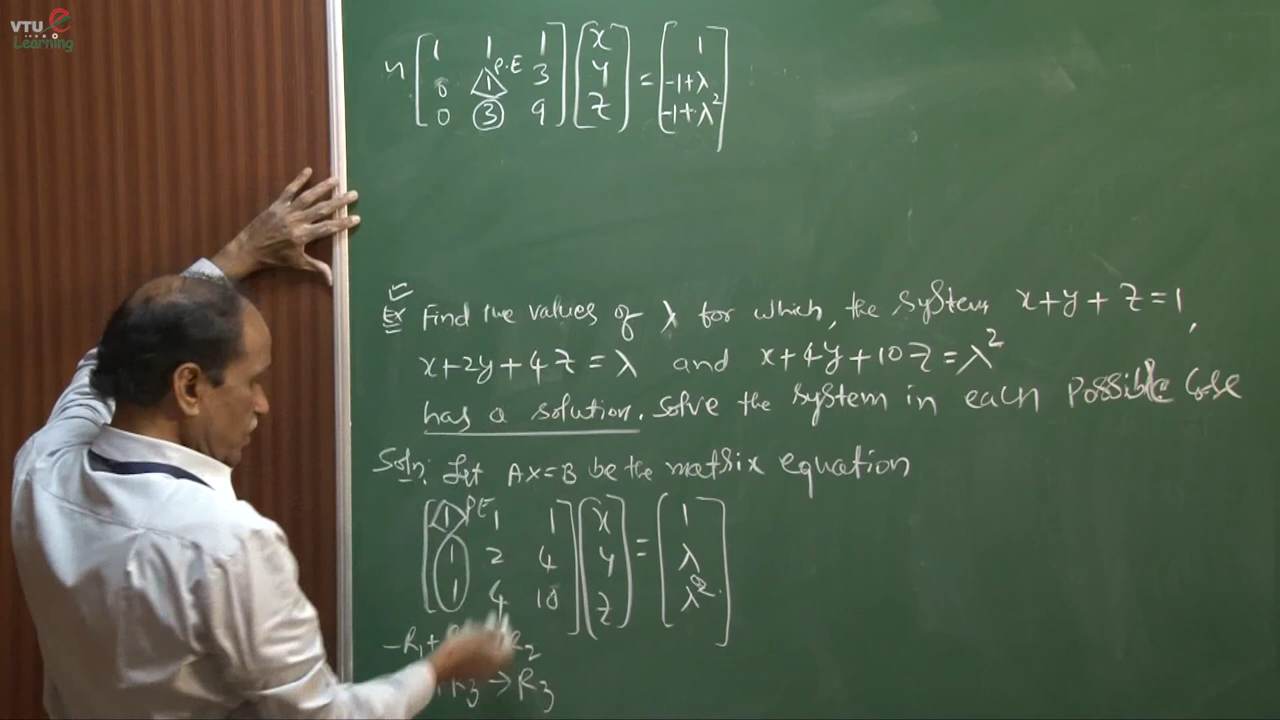 VTU e
Learning
~ [1 1 1] [x] = [1]
[0 1 P.E 3] [y] [-1+λ]
[0 3 9] [z] [-1+λ²]
Ex Find the values of λ for which, the system x+y+z=1,
x+2y+4z=λ and x+4y+10z=λ²
has a solution. Solve the system in each possible Case
Soln: Let AX=B be the matrix equation
[1 P.E 1 1] [x] = [1]
[1 2 4] [y] [λ]
[1 4 10] [z] [λ²]
-R₁+ R₂
R₃→R₃